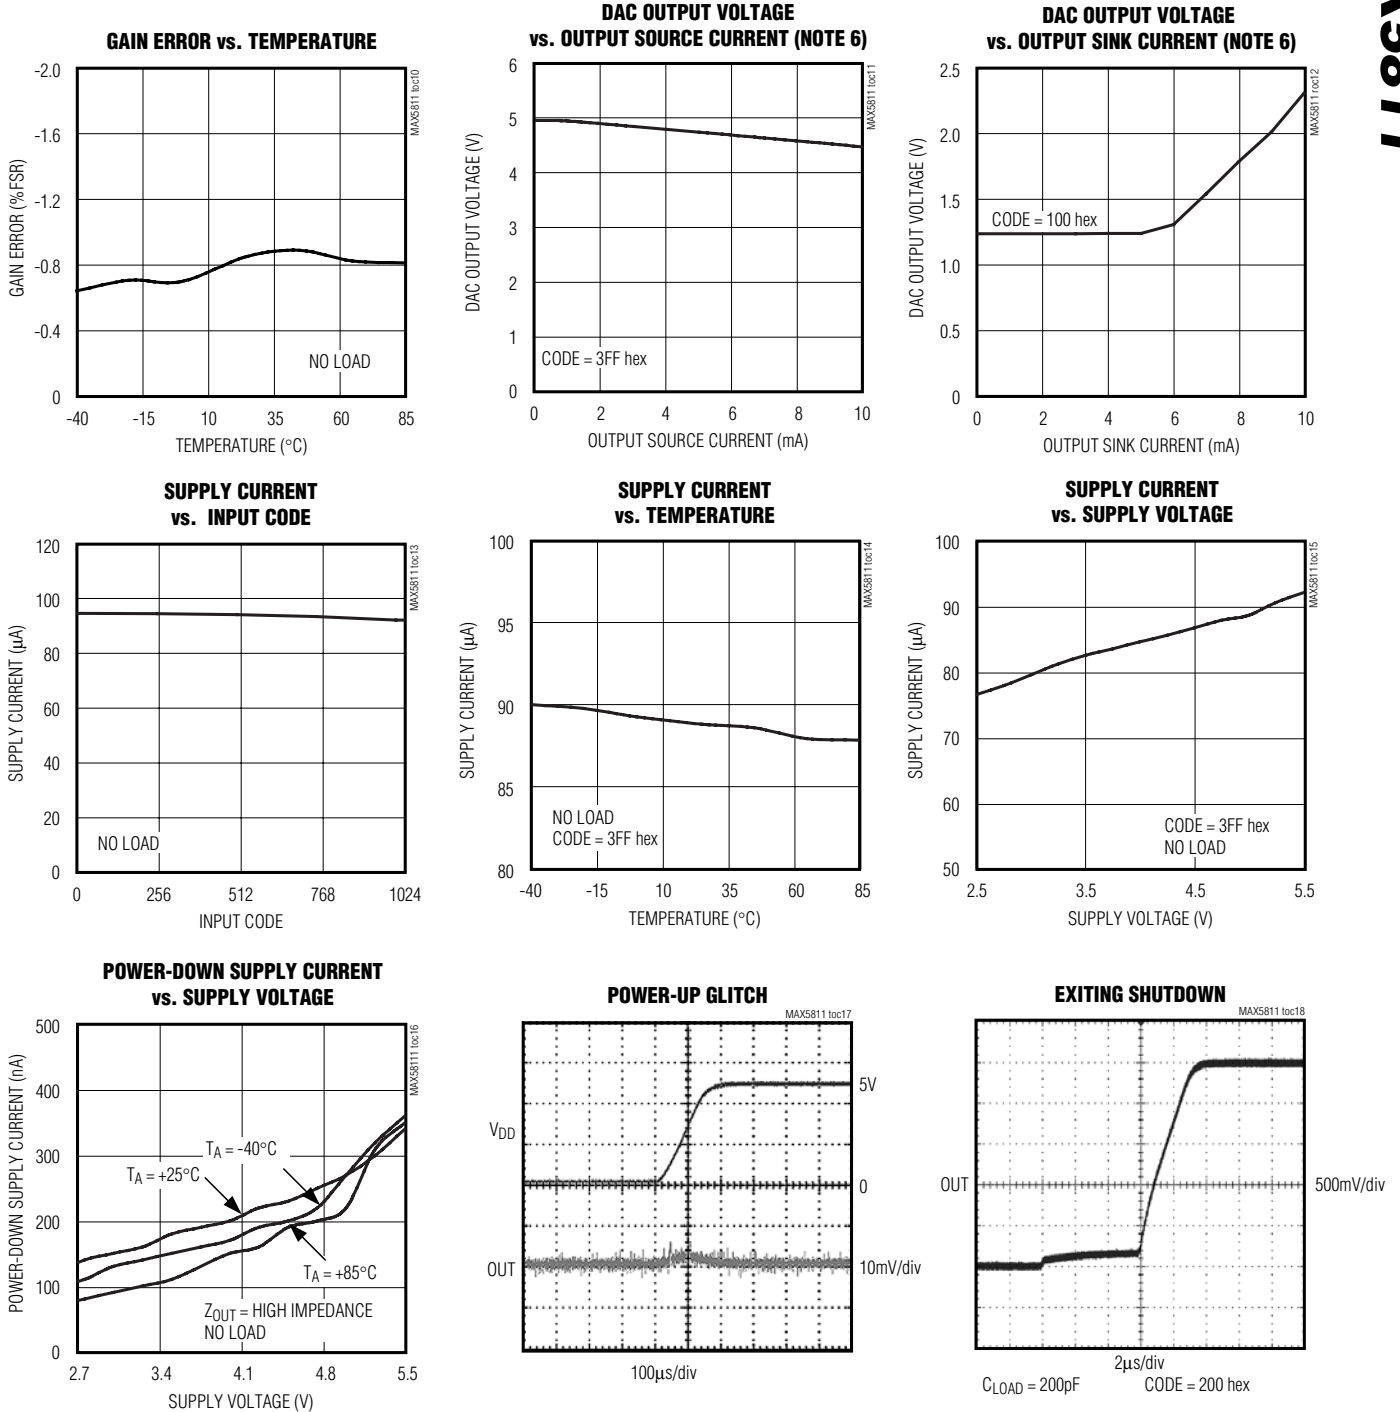 GAIN ERROR vs. TEMPERATURE
MAX5811 toc10
GAIN ERROR (%FSR)
-2.0
-1.6
-1.2
-0.8
-0.4
0
NO LOAD
-40 -15 10 35 60 85
TEMPERATURE (°C)
DAC OUTPUT VOLTAGE
vs. OUTPUT SOURCE CURRENT (NOTE 6)
MAX5811 toc11
DAC OUTPUT VOLTAGE (V)
6
5
4
3
2
1
0
CODE = 3FF hex
0 2 4 6 8 10
OUTPUT SOURCE CURRENT (mA)
DAC OUTPUT VOLTAGE
vs. OUTPUT SINK CURRENT (NOTE 6)
MAX5811 roc12
DAC OUTPUT VOLTAGE (V)
2.5
2.0
1.5
1.0
0.5
0
CODE = 100 hex
0 2 4 6 8 10
OUTPUT SINK CURRENT (mA)
SUPPLY CURRENT
vs. INPUT CODE
MAX5811 toc13
SUPPLY CURRENT (μA)
120
100
80
60
40
20
0
NO LOAD
0 256 512 768 1024
INPUT CODE
SUPPLY CURRENT
vs. TEMPERATURE
MAX5811 toc14
SUPPLY CURRENT (μA)
100
95
90
85
80
NO LOAD
CODE = 3FF hex
-40 -15 10 35 60 85
TEMPERATURE (°C)
SUPPLY CURRENT
vs. SUPPLY VOLTAGE
MAX5811 toc15
SUPPLY CURRENT (μA)
100
90
80
70
60
50
CODE = 3FF hex
NO LOAD
2.5 3.5 4.5 5.5
SUPPLY VOLTAGE (V)
POWER-DOWN SUPPLY CURRENT
vs. SUPPLY VOLTAGE
MAX58111 toc16
POWER-DOWN SUPPLY CURRENT (nA)
500
400
300
200
100
0
TA = -40°C
TA = +25°C
TA = +85°C
ZOUT = HIGH IMPEDANCE
NO LOAD
2.7 3.4 4.1 4.8 5.5
SUPPLY VOLTAGE (V)
POWER-UP GLITCH
MAX5811 toc17
5V
VDD
0
OUT
10mV/div
100μs/div
EXITING SHUTDOWN
MAX5811 toc18
OUT
500mV/div
2μs/div
CLOAD = 200pF CODE = 200 hex